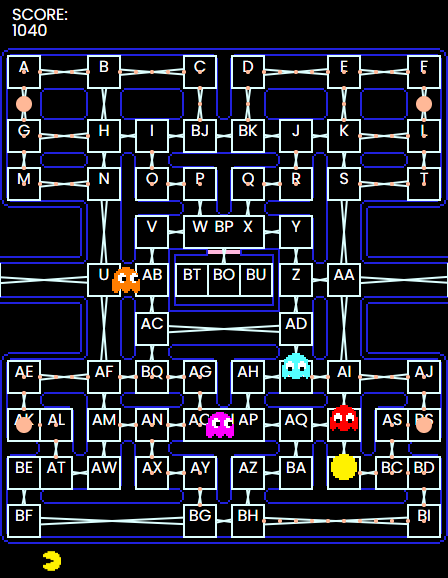 SCORE:
1040
A B C D E F
G H I BJ BK J K L
M N O P Q R S T
V W BP X Y
U AB BT BO BU Z AA
AC AD
AE AF BQ AG AH AI AJ
AK AL AM AN AP AQ AS
BE AT AW AX AY AZ BA BC BD
BF BG BH BI